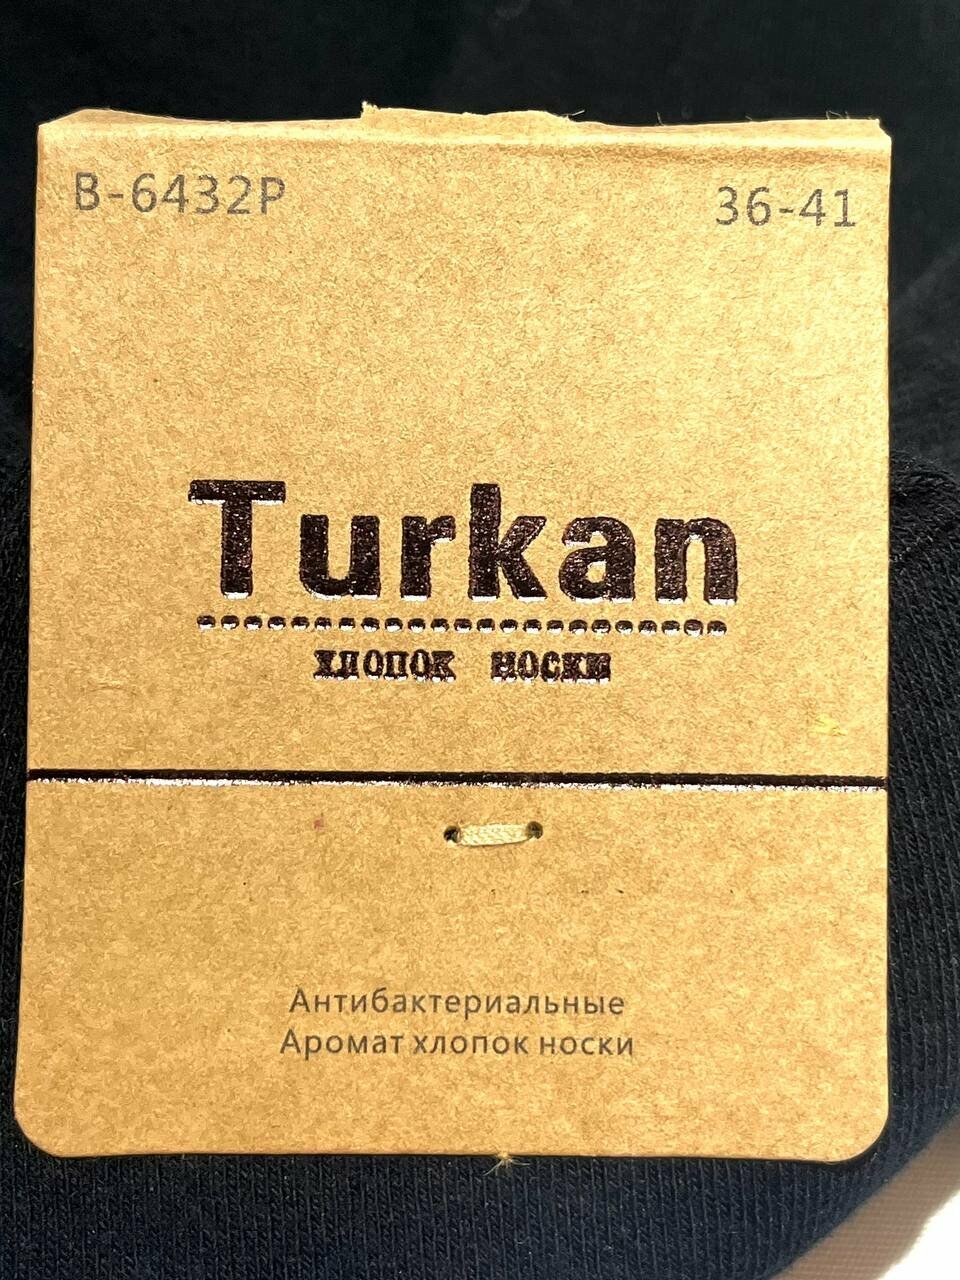 B-6432P
36-41
Turkan
хлопок носки
Антибактериальные
Аромат хлопок носки